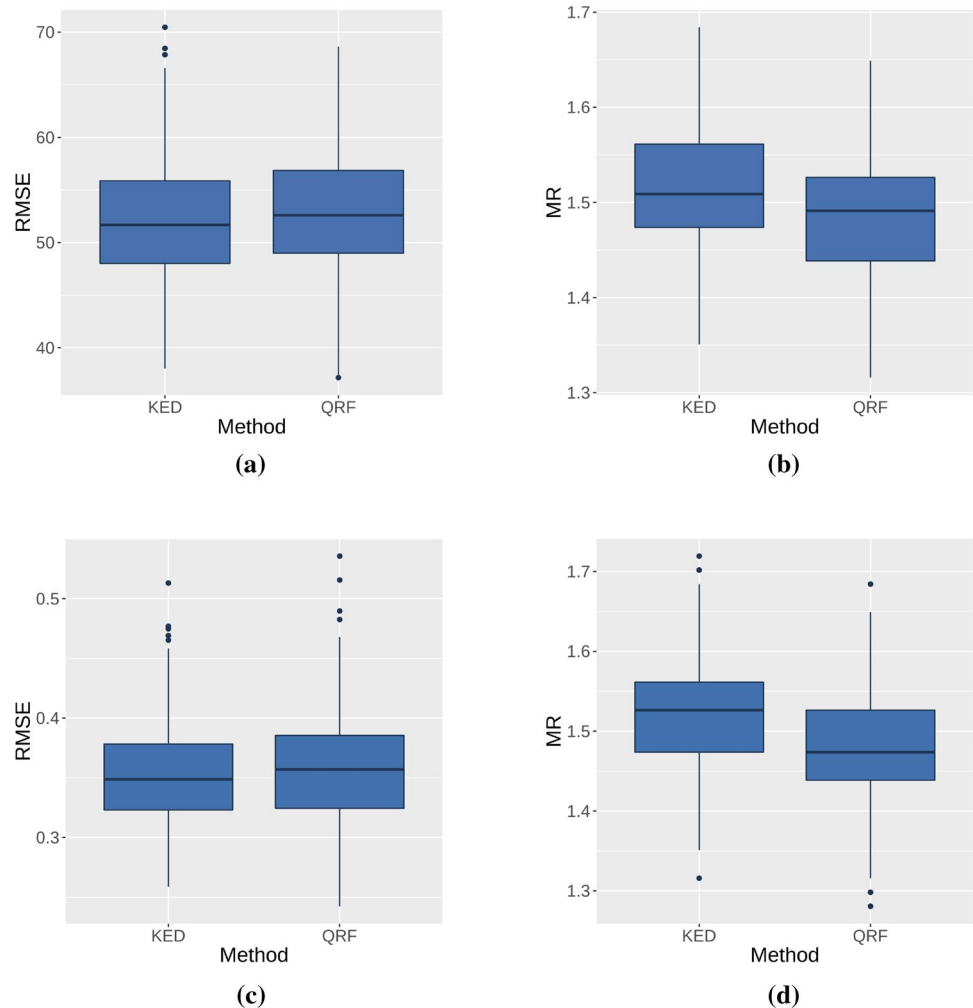 70
60
50
40
RMSE
KED QRF
Method
(a)
1.7
1.6
1.5
1.4
1.3
MR
KED QRF
Method
(b)
0.5
0.4
0.3
RMSE
KED QRF
Method
(c)
1.7
1.6
1.5
1.4
1.3
MR
KED QRF
Method
(d)